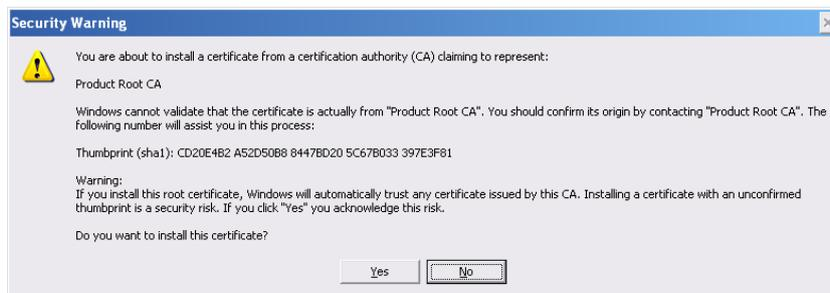 Security Warning
You are about to install a certificate from a certification authority (CA) claiming to represent:
Product Root CA
Windows cannot validate that the certificate is actually from "Product Root CA". You should confirm its origin by contacting "Product Root CA". The
following number will assist you in this process:
Thumbprint (sha1): CD20E4B2 A52D50B8 8447BD20 5C67B033 397E3F81
Warning:
If you install this root certificate, Windows will automatically trust any certificate issued by this CA. Installing a certificate with an unconfirmed
thumbprint is a security risk. If you click "Yes" you acknowledge this risk.
Do you want to install this certificate?
Yes
No